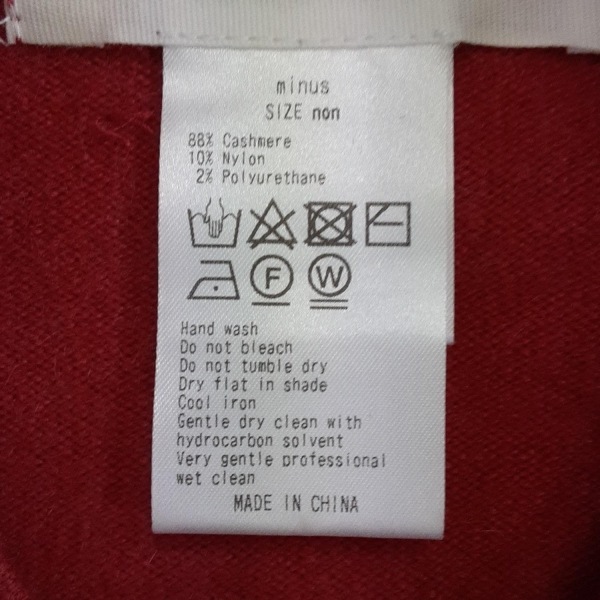 minus
SIZE non
88% Cashmere
10% Nylon
2% Polyurethane
F W
Hand wash
Do not bleach
Do not tumble dry
Dry flat in shade
Cool iron
Gentle dry clean with
hydrocarbon solvent
Very gentle professional
wet clean
MADE IN CHINA